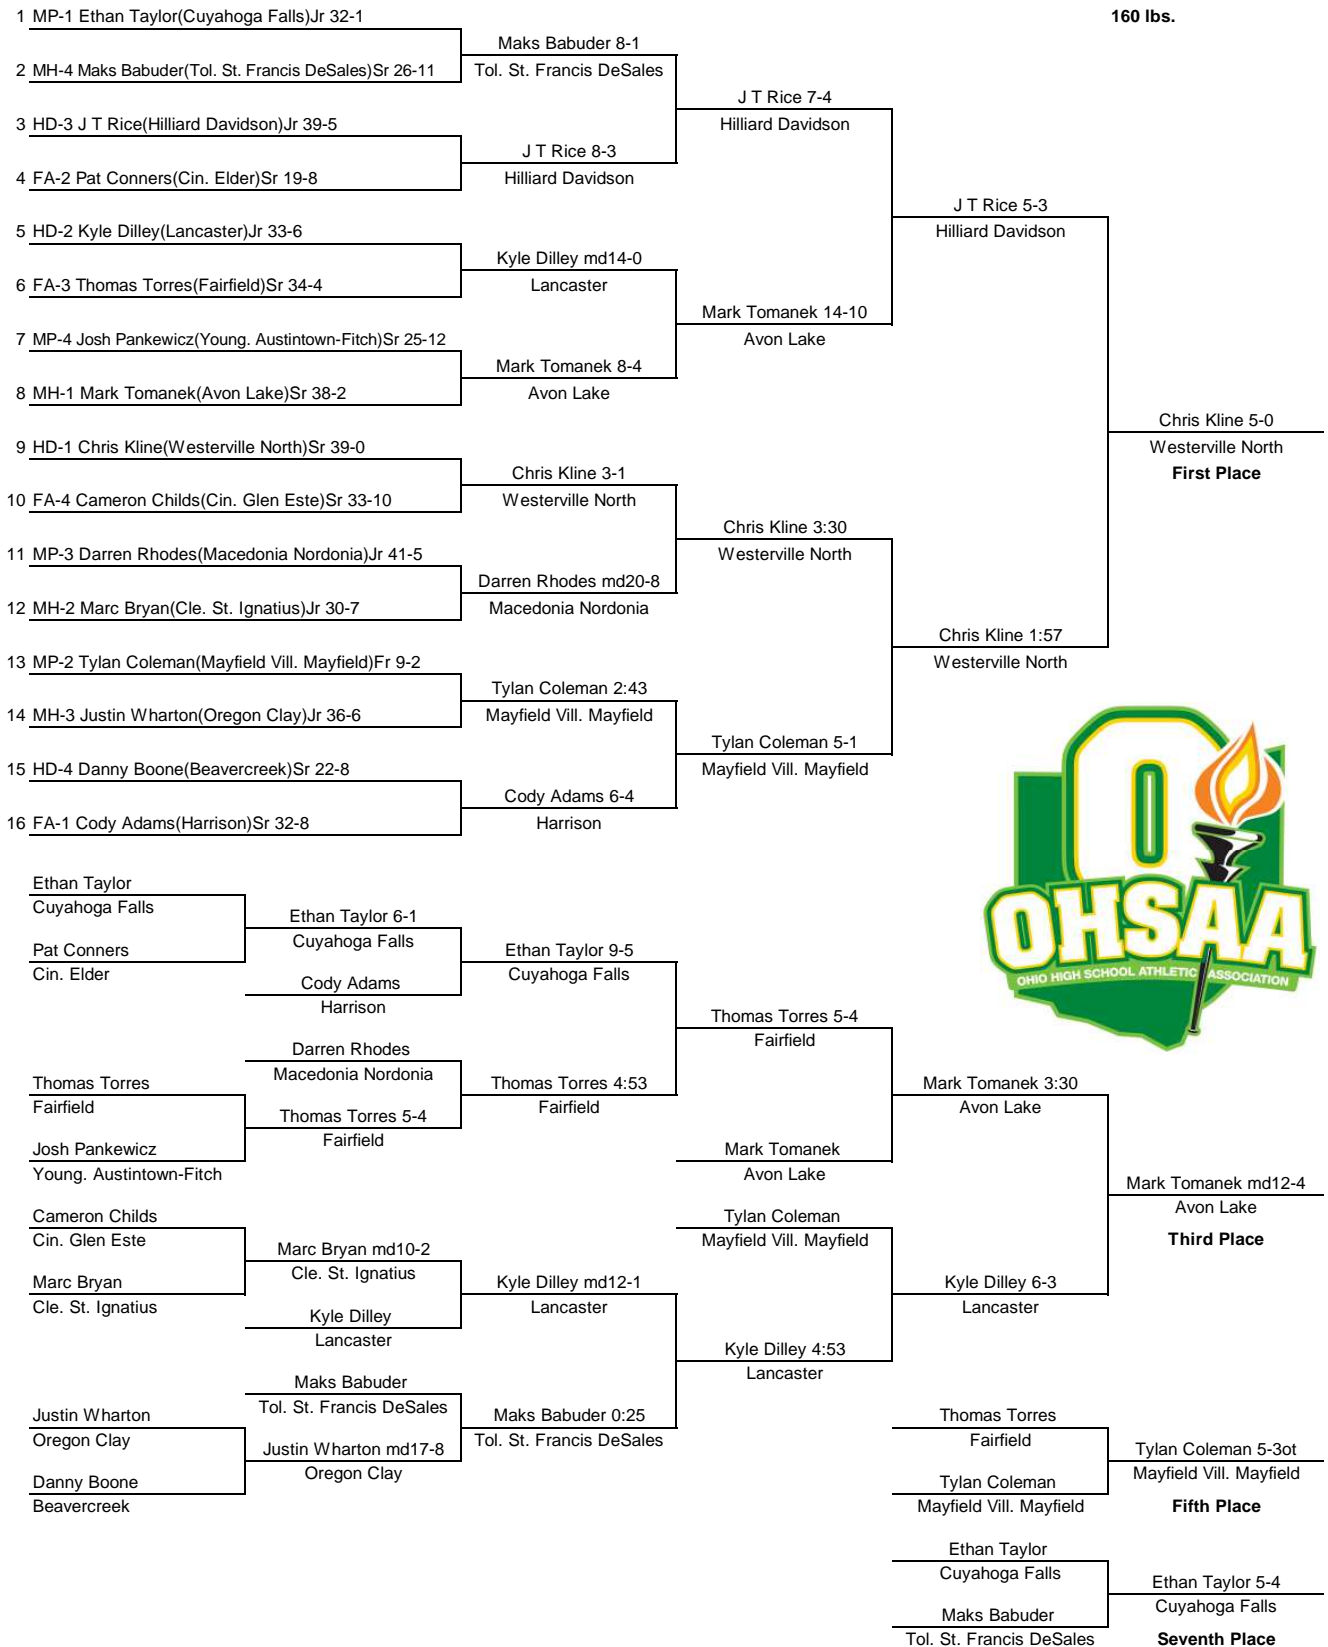 160 lbs.
1 MP-1 Ethan Taylor(Cuyahoga Falls)Jr 32-1
2 MH-4 Maks Babuder(Tol. St. Francis DeSales)Sr 26-11
3 HD-3 J T Rice(Hilliard Davidson)Jr 39-5
4 FA-2 Pat Conners(Cin. Elder)Sr 19-8
5 HD-2 Kyle Dilley(Lancaster)Jr 33-6
6 FA-3 Thomas Torres(Fairfield)Sr 34-4
7 MP-4 Josh Pankewicz(Young. Austintown-Fitch)Sr 25-12
8 MH-1 Mark Tomanek(Avon Lake)Sr 38-2
9 HD-1 Chris Kline(Westerville North)Sr 39-0
10 FA-4 Cameron Childs(Cin. Glen Este)Sr 33-10
11 MP-3 Darren Rhodes(Macedonia Nordonia)Jr 41-5
12 MH-2 Marc Bryan(Cle. St. Ignatius)Jr 30-7
13 MP-2 Tylan Coleman(Mayfield Vill. Mayfield)Fr 9-2
14 MH-3 Justin Wharton(Oregon Clay)Jr 36-6
15 HD-4 Danny Boone(Beavercreek)Sr 22-8
16 FA-1 Cody Adams(Harrison)Sr 32-8
Maks Babuder 8-1
Tol. St. Francis DeSales
J T Rice 8-3
Hilliard Davidson
Kyle Dilley md14-0
Lancaster
Mark Tomanek 8-4
Avon Lake
Chris Kline 3-1
Westerville North
Darren Rhodes md20-8
Macedonia Nordonia
Tylan Coleman 2:43
Mayfield Vill. Mayfield
Cody Adams 6-4
Harrison
J T Rice 7-4
Hilliard Davidson
Mark Tomanek 14-10
Avon Lake
Chris Kline 3:30
Westerville North
Tylan Coleman 5-1
Mayfield Vill. Mayfield
J T Rice 5-3
Hilliard Davidson
Chris Kline 1:57
Westerville North
Chris Kline 5-0
Westerville North
First Place
O
OHSAA
OHIO HIGH SCHOOL ATHLETIC ASSOCIATION
Ethan Taylor
Cuyahoga Falls
Pat Conners
Cin. Elder
Thomas Torres
Fairfield
Josh Pankewicz
Young. Austintown-Fitch
Cameron Childs
Cin. Glen Este
Marc Bryan
Cle. St. Ignatius
Justin Wharton
Oregon Clay
Danny Boone
Beavercreek
Ethan Taylor 6-1
Cuyahoga Falls
Cody Adams
Harrison
Darren Rhodes
Macedonia Nordonia
Thomas Torres 5-4
Fairfield
Marc Bryan md10-2
Cle. St. Ignatius
Kyle Dilley
Lancaster
Maks Babuder
Tol. St. Francis DeSales
Justin Wharton md17-8
Oregon Clay
Ethan Taylor 9-5
Cuyahoga Falls
Thomas Torres 4:53
Fairfield
Kyle Dilley md12-1
Lancaster
Maks Babuder 0:25
Tol. St. Francis DeSales
Thomas Torres 5-4
Fairfield
Mark Tomanek
Avon Lake
Tylan Coleman
Mayfield Vill. Mayfield
Kyle Dilley 4:53
Lancaster
Mark Tomanek 3:30
Avon Lake
Kyle Dilley 6-3
Lancaster
Mark Tomanek md12-4
Avon Lake
Third Place
Thomas Torres
Fairfield
Tylan Coleman
Mayfield Vill. Mayfield
Tylan Coleman 5-3ot
Mayfield Vill. Mayfield
Fifth Place
Ethan Taylor
Cuyahoga Falls
Maks Babuder
Tol. St. Francis DeSales
Ethan Taylor 5-4
Cuyahoga Falls
Seventh Place